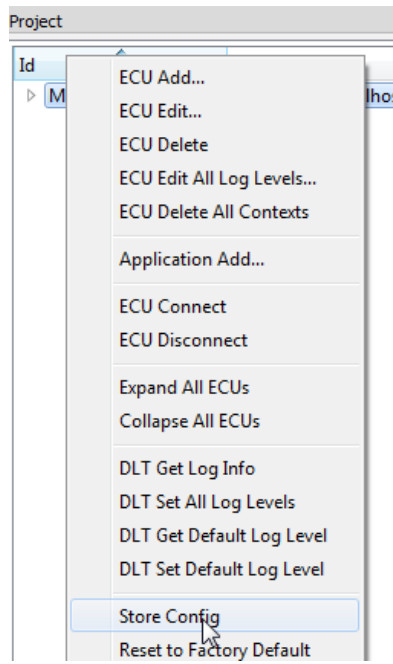 Project
Id
ECU Add...
M
ECU Edit...
ECU Delete
ECU Edit All Log Levels...
ECU Delete All Contexts
Application Add...
ECU Connect
ECU Disconnect
Expand All ECUs
Collapse All ECUs
DLT Get Log Info
DLT Set All Log Levels
DLT Get Default Log Level
DLT Set Default Log Level
Store Config
Reset to Factory Default